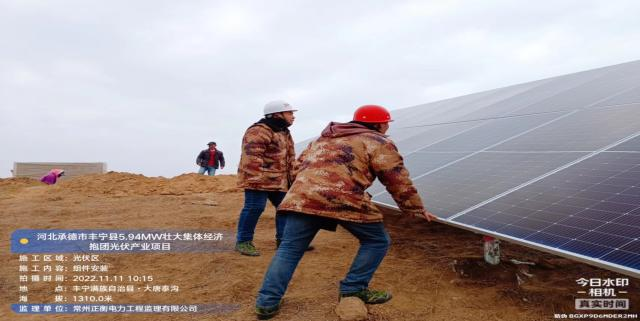 河北承德市丰宁县5.94MW壮大集体经济
抱团光伏产业项目
施工区域：光伏区
施工内容：组件安装
拍摄时间：2022.11.11 10:15
地点：丰宁满族自治县·大唐泰沟
海拔：1310.0米
监理单位：常州正衡电力工程监理有限公司
今日水印
相机
真实时间
防伪 BGXP9D6MDER2MH